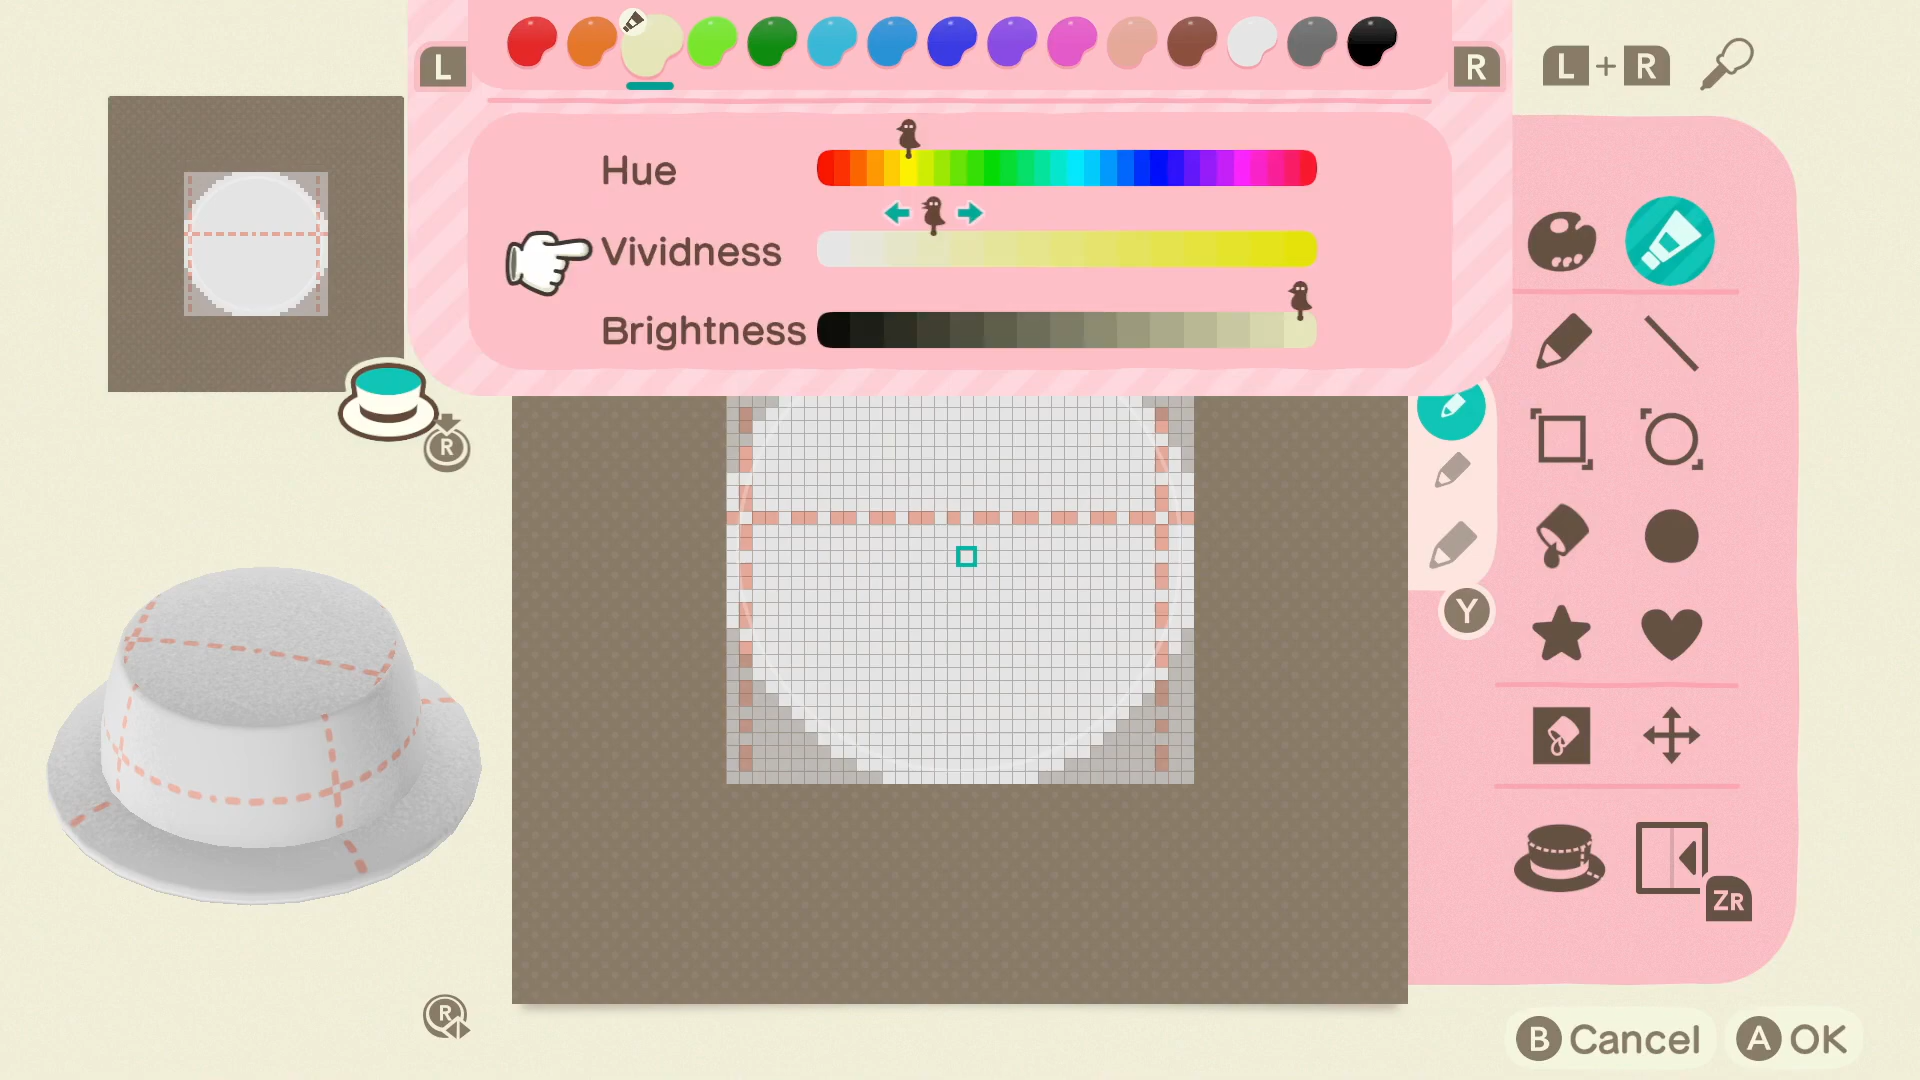 L
R
L + R
Hue
Vividness
Brightness
R
Y
ZR
R
B Cancel
A OK